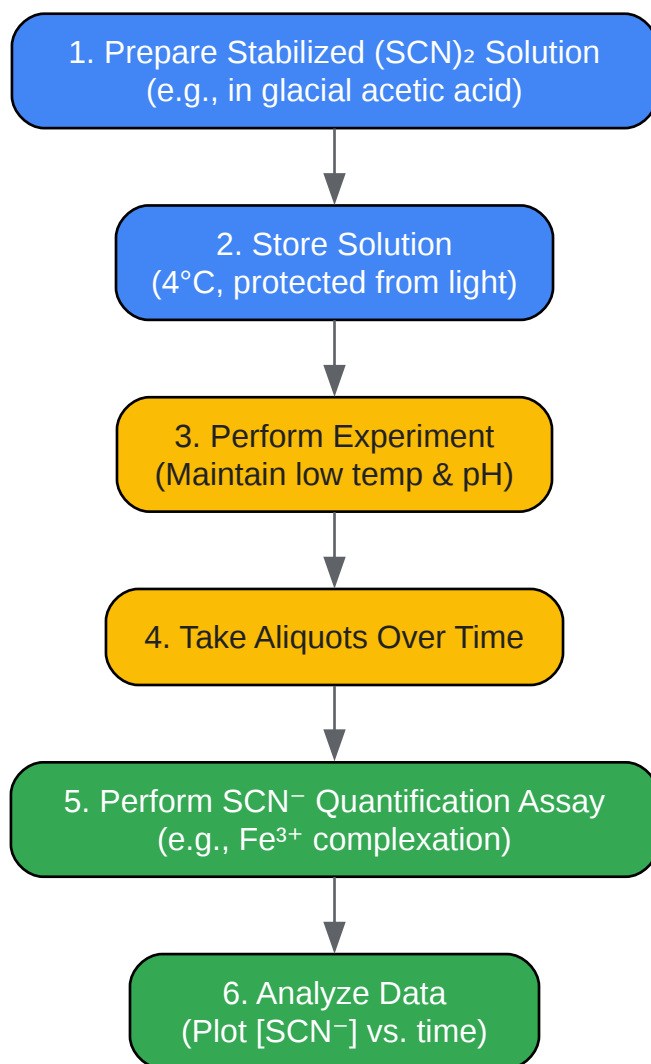 1. Prepare Stabilized (SCN)₂ Solution
(e.g., in glacial acetic acid)
2. Store Solution
(4°C, protected from light)
3. Perform Experiment
(Maintain low temp & pH)
4. Take Aliquots Over Time
5. Perform SCN⁻ Quantification Assay
(e.g., Fe³⁺ complexation)
6. Analyze Data
(Plot [SCN⁻] vs. time)